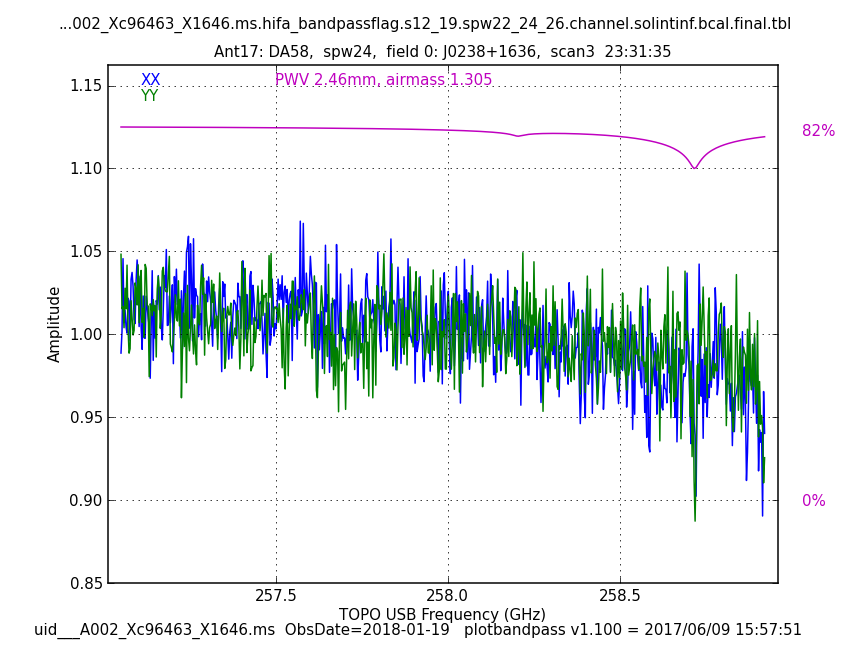 ...002_Xc96463_X1646.ms.hifa_bandpassflag.s12_19.spw22_24_26.channel.solintinf.bcal.final.tbl
Ant17: DA58, spw24, field 0: J0238+1636, scan3 23:31:35
XX
YY
PWV 2.46mm, airmass 1.305
1.15
1.10
1.05
1.00
0.95
0.90
0.85
Amplitude
82%
0%
257.5
258.0
258.5
TOPO USB Frequency (GHz)
uid___A002_Xc96463_X1646.ms ObsDate=2018-01-19 plotbandpass v1.100 = 2017/06/09 15:57:51